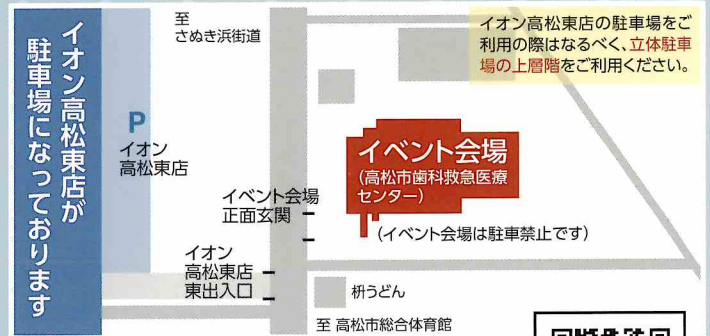 イオン高松東店が
駐車場になっております
至
さぬき浜街道
イオン高松東店の駐車場をご
利用の際はなるべく、立体駐車
場の上層階をご利用ください。
P
イオン
高松東店
イベント会場
(高松市歯科救急医療
センター)
イベント会場
正面玄関
(イベント会場は駐車禁止です)
イオン
高松東店
東出入口
枡うどん
至 高松市総合体育館